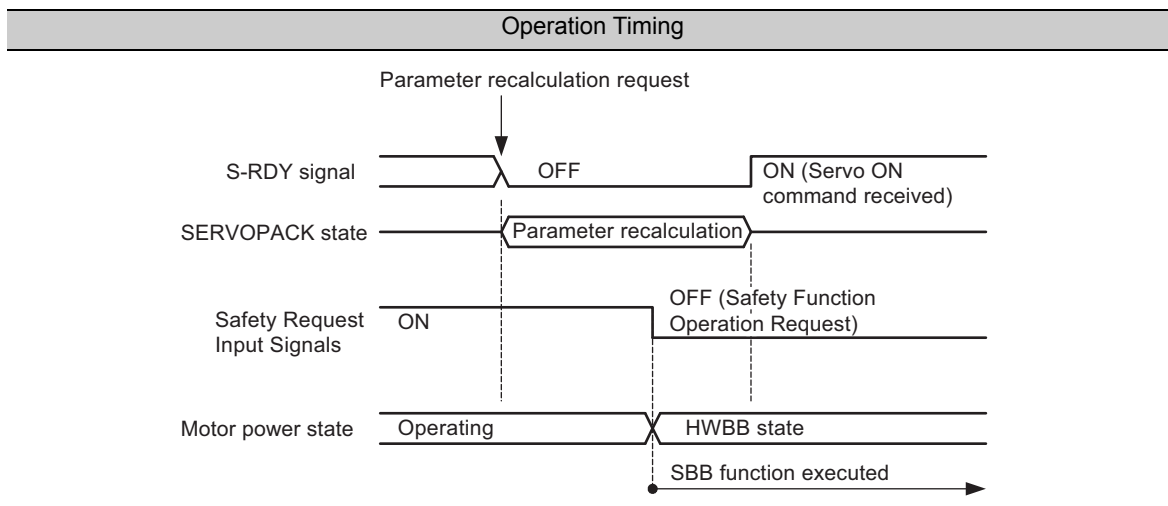 Operation Timing
Parameter recalculation request
S-RDY signal
OFF
ON (Servo ON
command received)
SERVOPACK state
Parameter recalculation
Safety Request
Input Signals
ON
OFF (Safety Function
Operation Request)
Motor power state
Operating
HWBB state
SBB function executed